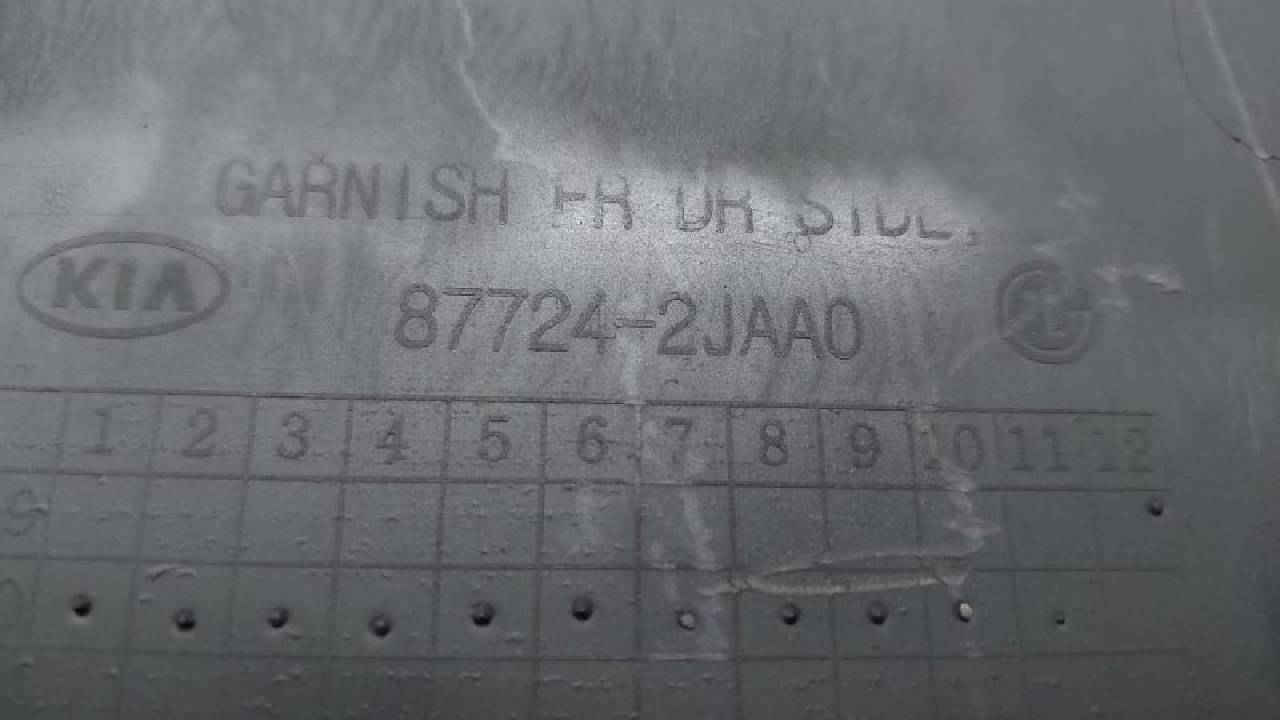 GARNISH FR DR SIDE,
KIA
87724-2JAA0
1 2 3 4 5 6 7 8 9 10 11 12
9